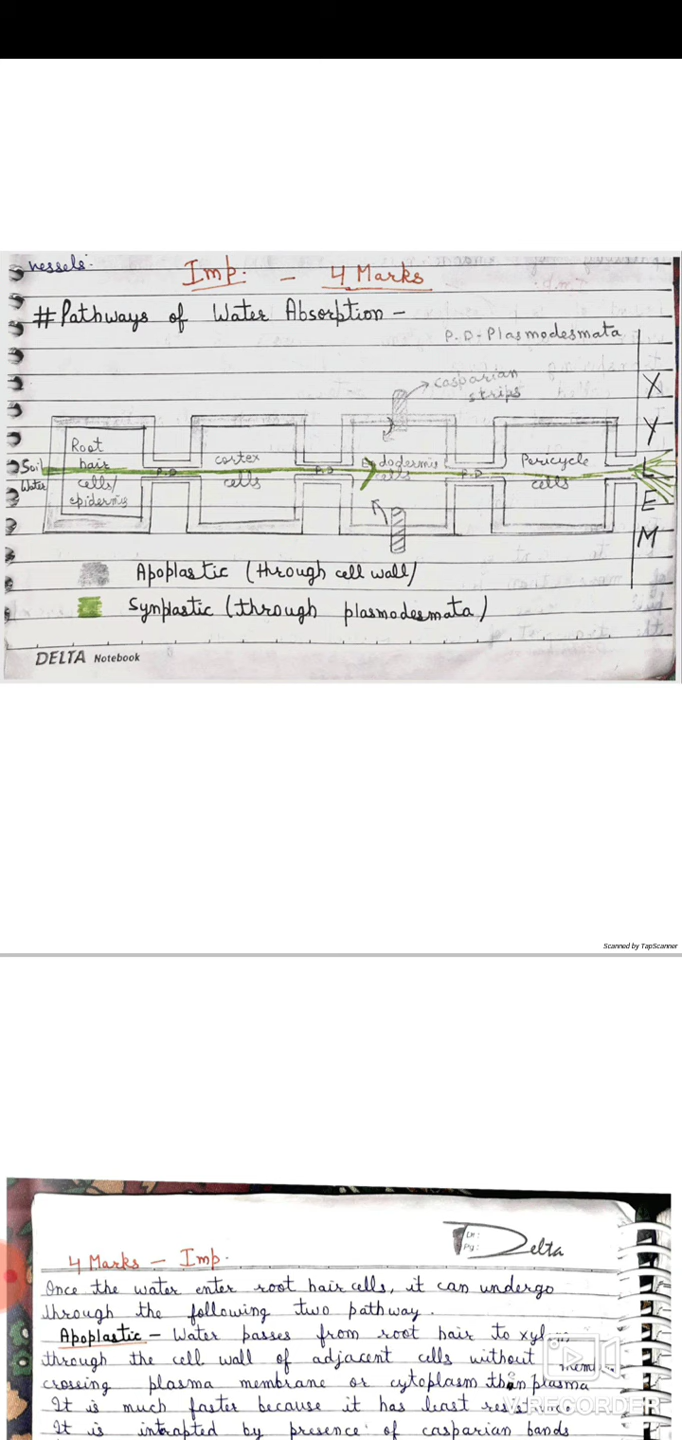 vessels.
Imp. - 4 Marks
#Pathways of Water Absorption -
P.D-Plasmodesmata
casparian
strips
X
Y
L
E
M
Root
hair
cells/
epidermis
Soil
Water
P.D
cortex
cells
P.D
Endodermis
cells
P.D
Pericycle
cells
Apoplastic (through cell wall)
Symplastic (through plasmodesmata)
DELTA Notebook
Scanned by TapScanner
Delta
4 Marks - Imp.
Once the water enter root hair cells, it can undergo
through the following two pathway.
Apoplastic - Water passes from root hair to
through the cell wall of adjacent cells without
crossing plasma membrane or cytoplasm than plasma
It is much faster because it has least
It is intrapted by presence of casparian bands
V.RECORDER